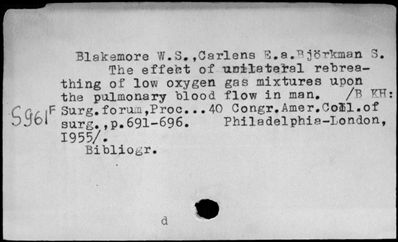 Blakemore W.S.,Carlens E.a.Björkman S.
The effect of unilateral rebrea-
thing of low oxygen gas mixtures upon
the pulmonary blood flow in man. /B KH:
S961F Surg.forum,Proc...40 Congr.Amer.Coll.of
surg.,p.691-696. Philadelphia-London,
1955/.
Bibliogr.
d